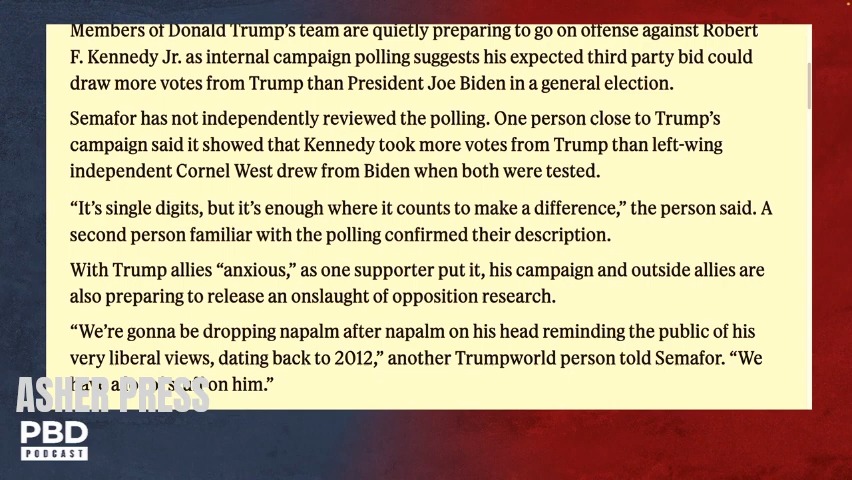 Members of Donald Trump's team are quietly preparing to go on offense against Robert
F. Kennedy Jr. as internal campaign polling suggests his expected third party bid could
draw more votes from Trump than President Joe Biden in a general election.
Semafor has not independently reviewed the polling. One person close to Trump's
campaign said it showed that Kennedy took more votes from Trump than left-wing
independent Cornel West drew from Biden when both were tested.
“It's single digits, but it's enough where it counts to make a difference,” the person said. A
second person familiar with the polling confirmed their description.
With Trump allies “anxious,” as one supporter put it, his campaign and outside allies are
also preparing to release an onslaught of opposition research.
“We're gonna be dropping napalm after napalm on his head reminding the public of his
very liberal views, dating back to 2012,” another Trumpworld person told Semafor. “We
have a on him.”
ASHER PRESS
PBD
PODCAST